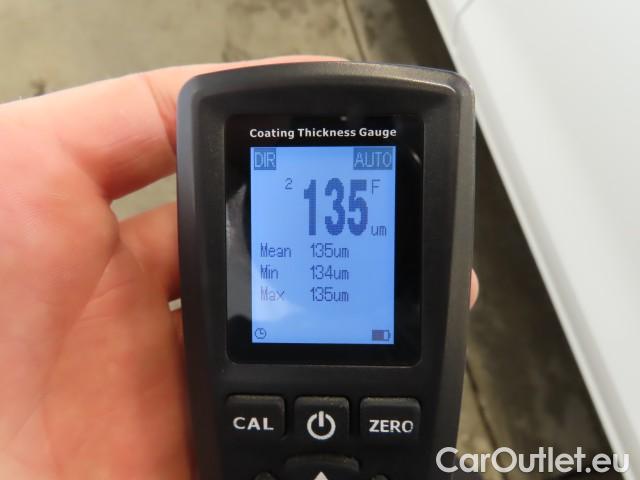 Coating Thickness Gauge
DIR AUTO
2 135 F um
Mean 135um
Min 134um
Max 135um
CAL ZERO
CarOutlet.eu